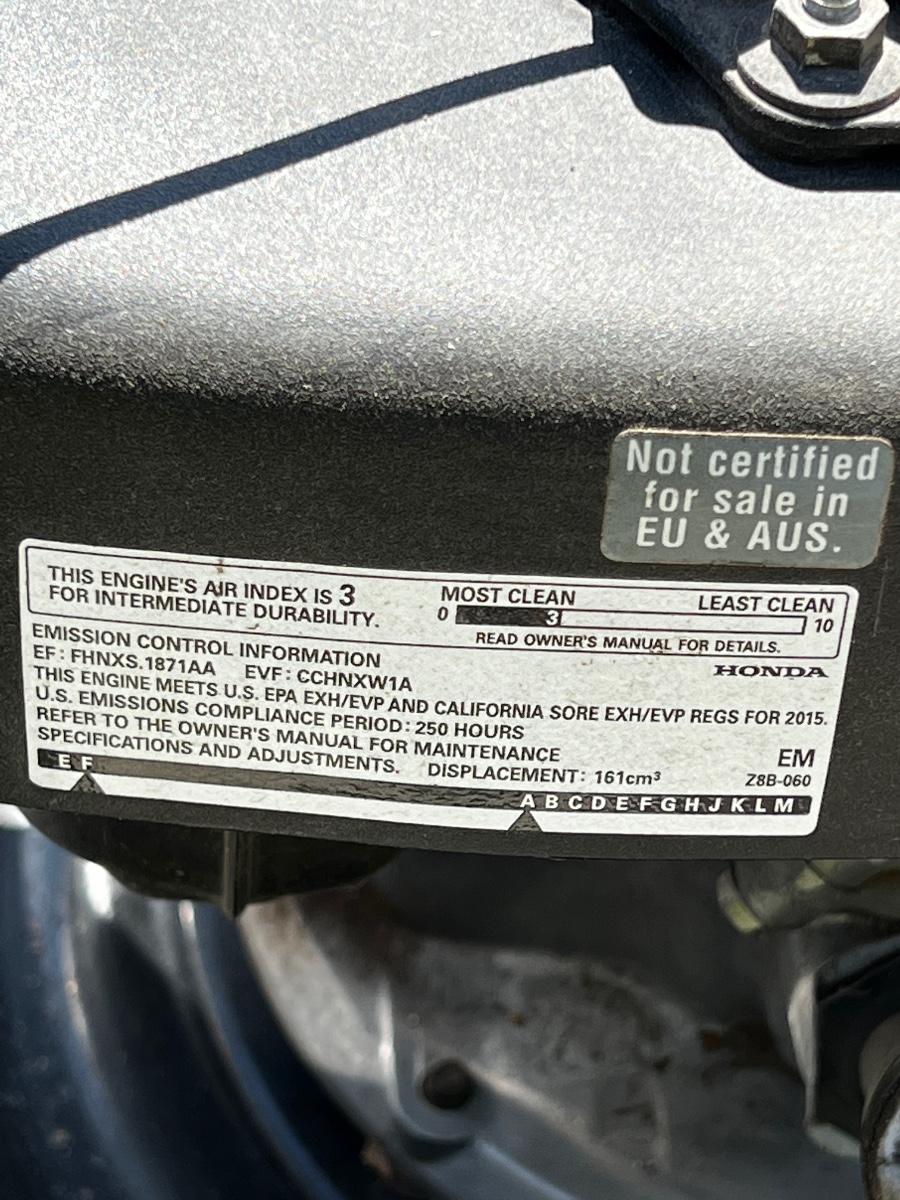 Not certified
for sale in
EU & AUS.
THIS ENGINE'S AIR INDEX IS 3
FOR INTERMEDIATE DURABILITY.
MOST CLEAN LEAST CLEAN
0 3 10
READ OWNER'S MANUAL FOR DETAILS.
EMISSION CONTROL INFORMATION
HONDA
EF: FHNXS.1871AA EVF: CCHNXW1A
THIS ENGINE MEETS U.S. EPA EXH/EVP AND CALIFORNIA SORE EXH/EVP REGS FOR 2015.
U.S. EMISSIONS COMPLIANCE PERIOD: 250 HOURS
REFER TO THE OWNER'S MANUAL FOR MAINTENANCE
SPECIFICATIONS AND ADJUSTMENTS. DISPLACEMENT: 161cm³
EM
Z8B-060
E F
A B C D E F G H J K L M